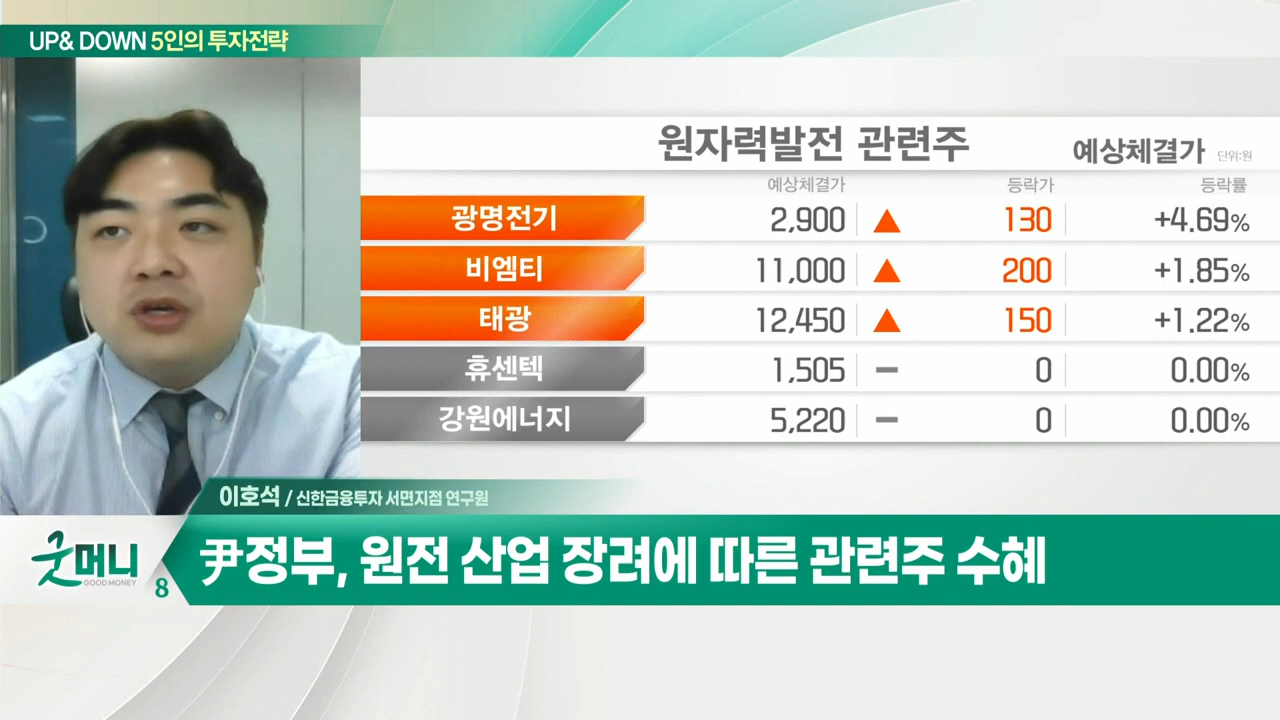 UP& DOWN 5인의 투자전략
원자력발전 관련주 예상체결가 단위:원
예상체결가 등락가 등락률
광명전기 2,900 ▲ 130 +4.69%
비엠티 11,000 ▲ 200 +1.85%
태광 12,450 ▲ 150 +1.22%
휴센텍 1,505 – 0 0.00%
강원에너지 5,220 – 0 0.00%
이호석 / 신한금융투자 서면지점 연구원
굿머니
GOOD MONEY
8
尹정부, 원전 산업 장려에 따른 관련주 수혜